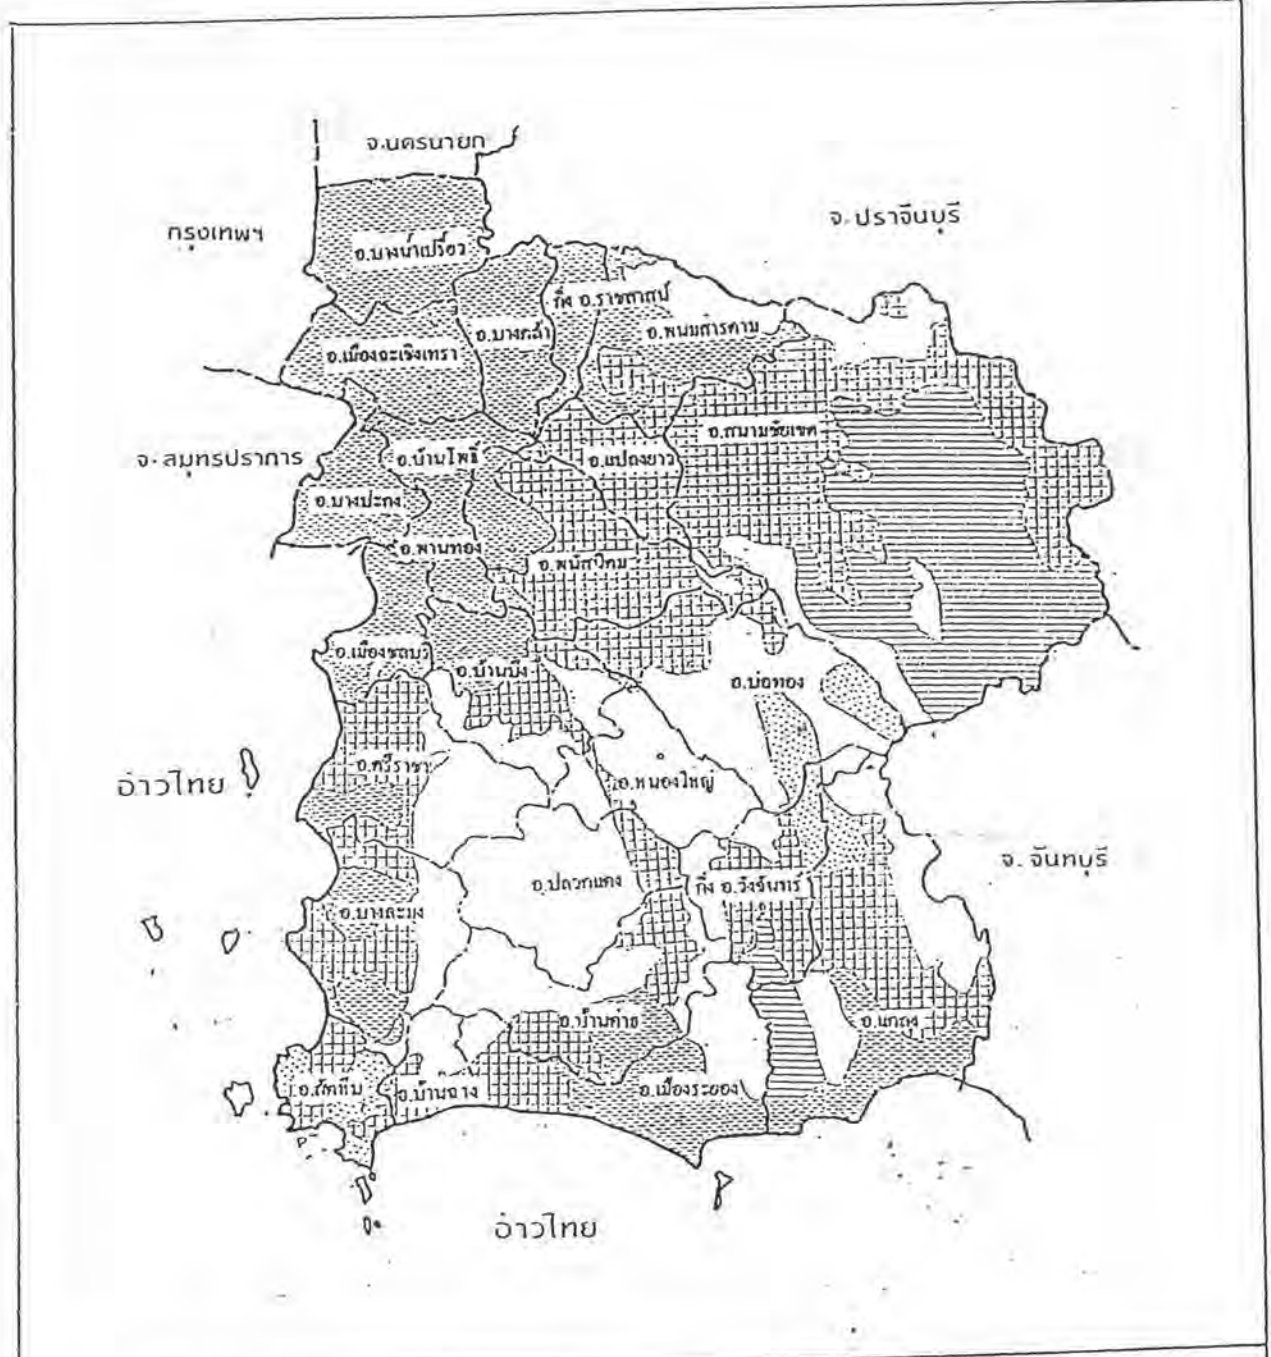 จ.นครนายก
กรุงเทพฯ
จ.ปราจีนบุรี
อ.บางน้ำเปรี้ยว
กิ่ง อ.ราชสาสน์
อ.บางคล้า
อ.พนมสารคาม
อ.เมืองฉะเชิงเทรา
อ.สนามชัยเขต
จ.สมุทรปราการ
อ.บ้านโพธิ์
อ.แปลงยาว
อ.บางปะกง
อ.พานทอง
อ.พนัสนิคม
อ.เมืองชลบุรี
อ.บ้านบึง
อ.บ่อทอง
อ่าวไทย
อ.ศรีราชา
อ.หนองใหญ่
จ.จันทบุรี
อ.ปลวกแดง
กิ่ง อ.วังจันทร์
อ.บางละมุง
อ.บ้านค่าย
อ.แกลง
อ.สัตหีบ
อ.บ้านฉาง
อ.เมืองระยอง
อ่าวไทย